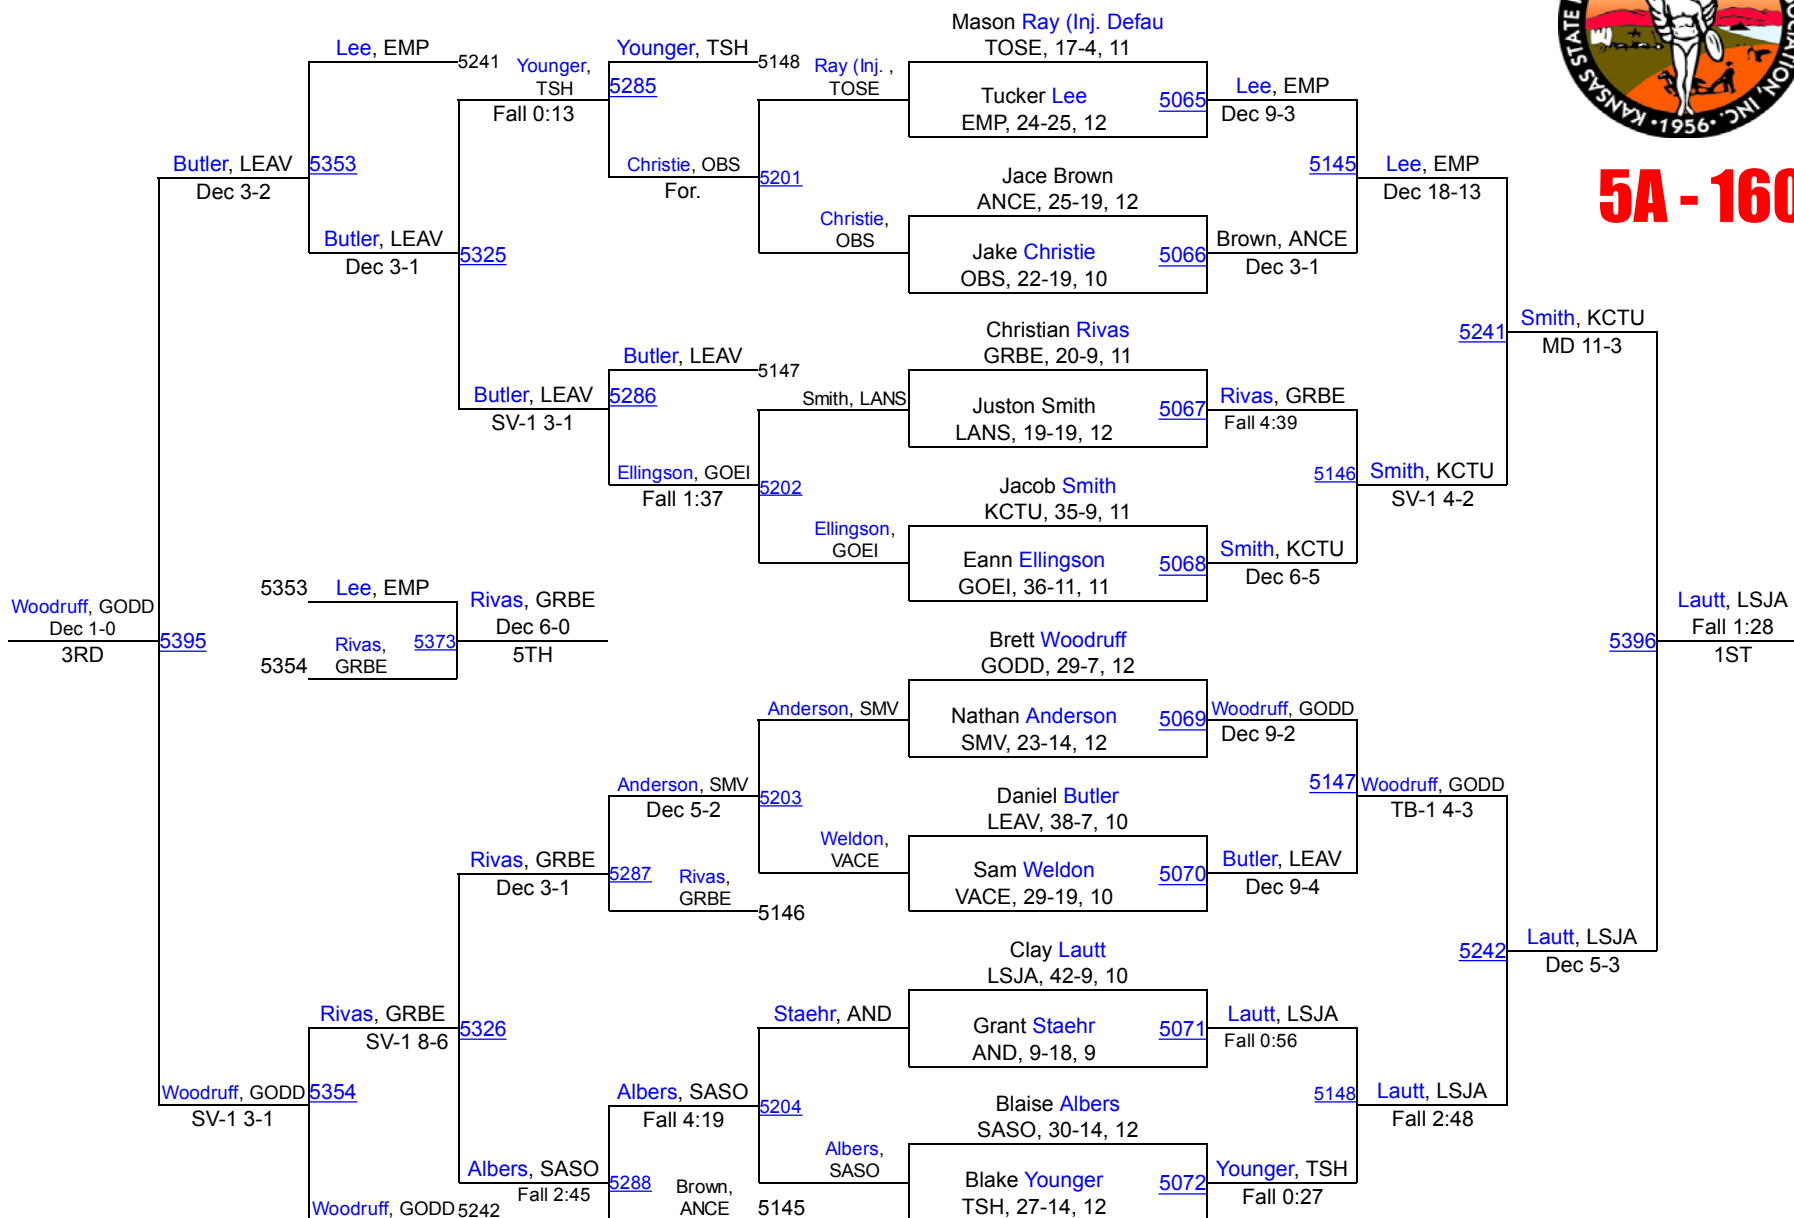 KANSAS STATE
OCIATION, INC.
•1956•
5A - 160
Lee, EMP
5241
Butler, LEAV
Dec 3-2
5353
Butler, LEAV
Dec 3-1
Younger,
TSH
Fall 0:13
5325
Butler, LEAV
SV-1 3-1
Younger, TSH
5148
5285
Christie, OBS
For.
Butler, LEAV
5147
5286
Ellingson, GOEI
Fall 1:37
Ray (Inj. ,
TOSE
5201
Christie,
OBS
Smith, LANS
5202
Ellingson,
GOEI
Mason Ray (Inj. Defau
TOSE, 17-4, 11
Tucker Lee
EMP, 24-25, 12
5065
Jace Brown
ANCE, 25-19, 12
Jake Christie
OBS, 22-19, 10
5066
Christian Rivas
GRBE, 20-9, 11
Juston Smith
LANS, 19-19, 12
5067
Jacob Smith
KCTU, 35-9, 11
Eann Ellingson
GOEI, 36-11, 11
5068
Lee, EMP
Dec 9-3
5145
Brown, ANCE
Dec 3-1
Rivas, GRBE
Fall 4:39
5146
Smith, KCTU
Dec 6-5
Lee, EMP
Dec 18-13
5241
Smith, KCTU
SV-1 4-2
Smith, KCTU
MD 11-3
Woodruff, GODD
Dec 1-0
3RD
5395
5353
Lee, EMP
5354
Rivas,
GRBE
5373
Rivas, GRBE
Dec 6-0
5TH
5396
Lautt, LSJA
Fall 1:28
1ST
Brett Woodruff
GODD, 29-7, 12
Nathan Anderson
SMV, 23-14, 12
5069
Daniel Butler
LEAV, 38-7, 10
Sam Weldon
VACE, 29-19, 10
5070
Clay Lautt
LSJA, 42-9, 10
Grant Staehr
AND, 9-18, 9
5071
Blaise Albers
SASO, 30-14, 12
Blake Younger
TSH, 27-14, 12
5072
Woodruff, GODD
Dec 9-2
5147
Butler, LEAV
Dec 9-4
Lautt, LSJA
Fall 0:56
5148
Younger, TSH
Fall 0:27
Woodruff, GODD
TB-1 4-3
5242
Lautt, LSJA
Fall 2:48
Lautt, LSJA
Dec 5-3
Anderson, SMV
5203
Weldon,
VACE
Staehr, AND
5204
Albers,
SASO
Anderson, SMV
Dec 5-2
5287
Rivas,
GRBE
5146
Albers, SASO
Fall 4:19
5288
Brown,
ANCE
5145
Rivas, GRBE
Dec 3-1
5326
Albers, SASO
Fall 2:45
Rivas, GRBE
SV-1 8-6
5354
Woodruff, GODD
5242
Woodruff, GODD
SV-1 3-1